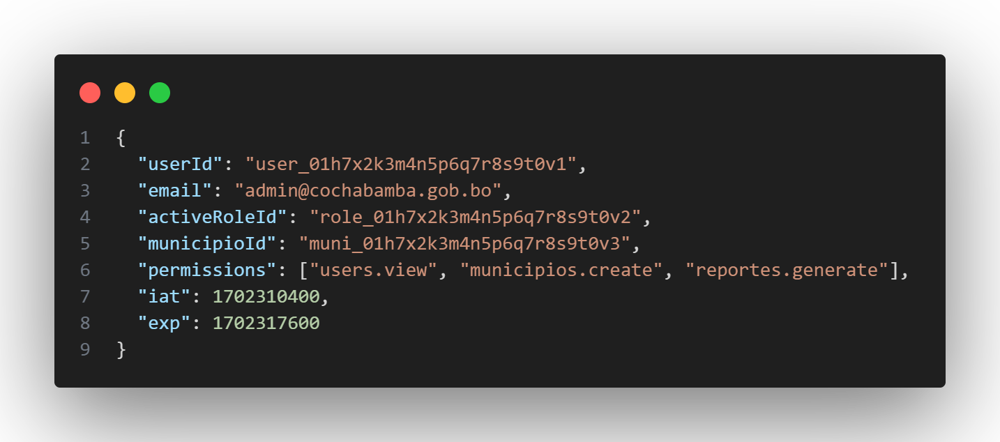 1 {
2 "userId": "user_01h7x2k3m4n5p6q7r8s9t0v1",
3 "email": "admin@cochabamba.gob.bo",
4 "activeRoleId": "role_01h7x2k3m4n5p6q7r8s9t0v2",
5 "municipioId": "muni_01h7x2k3m4n5p6q7r8s9t0v3",
6 "permissions": ["users.view", "municipios.create", "reportes.generate"],
7 "iat": 1702310400,
8 "exp": 1702317600
9 }